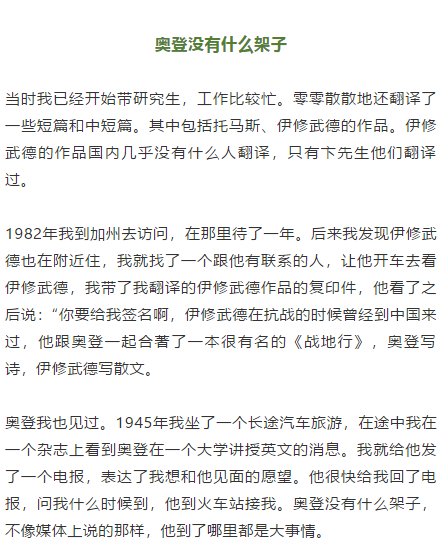 奥登没有什么架子
当时我已经开始带研究生，工作比较忙。零零散散地还翻译了
一些短篇和中短篇。其中包括托马斯、伊修武德的作品。伊修
武德的作品国内几乎没有什么人翻译，只有卞先生他们翻译
过。
1982年我到加州去访问，在那里待了一年。后来我发现伊修武
德也在附近住，我就找了一个跟他有联系的人，让他开车去看
伊修武德，我带了我翻译的伊修武德作品的复印件，他看了之
后说：“你要给我签名啊，伊修武德在抗战的时候曾经到中国来
过，他跟奥登一起合著了一本很有名的《战地行》，奥登写
诗，伊修武德写散文。
奥登我也见过。1945年我坐了一个长途汽车旅游，在途中我在
一个杂志上看到奥登在一个大学讲授英文的消息。我就给他发
了一个电报，表达了我想和他见面的愿望。他很快给我回了电
报，问我什么时候到，他到火车站接我。奥登没有什么架子，
不像媒体上说的那样，他到了哪里都是大事情。